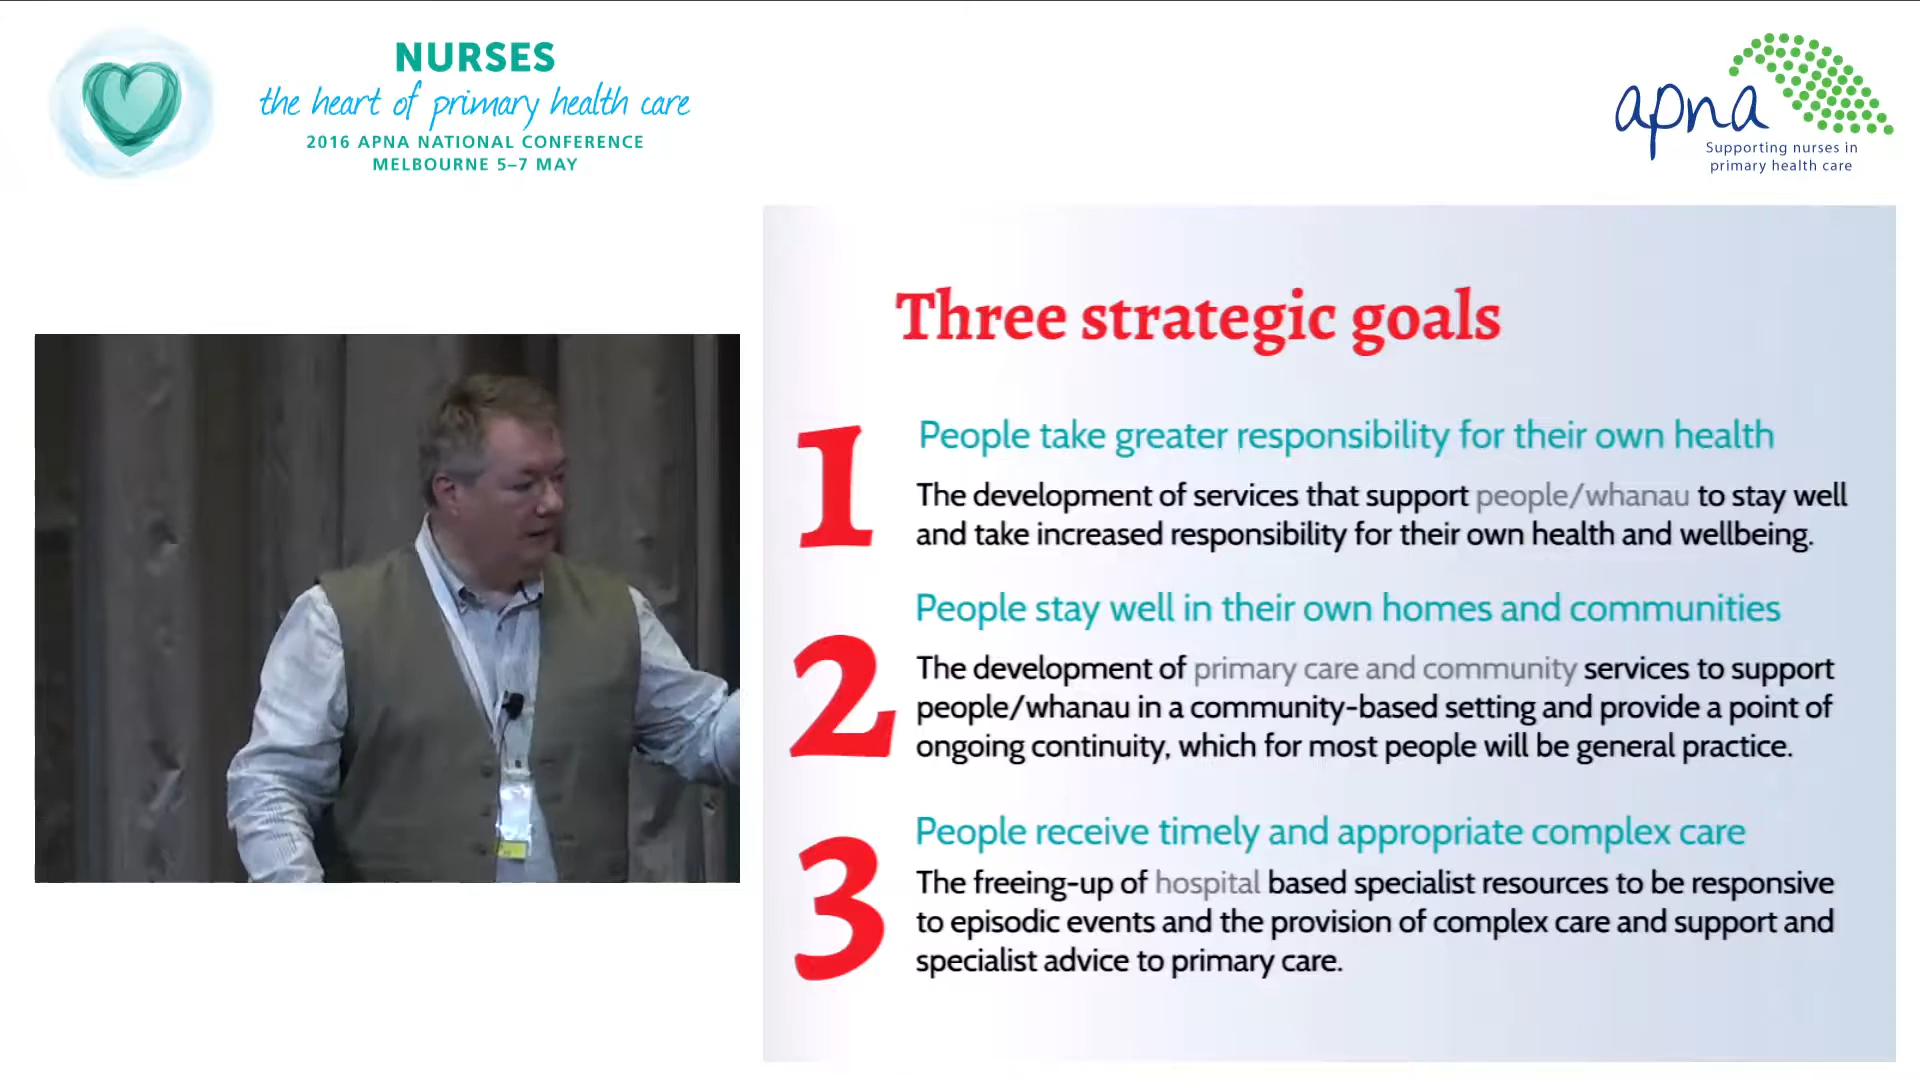 NURSES
the heart of primary health care
2016 APNA NATIONAL CONFERENCE
MELBOURNE 5–7 MAY
apna
Supporting nurses in
primary health care
Three strategic goals
1
People take greater responsibility for their own health
The development of services that support people/whanau to stay well
and take increased responsibility for their own health and wellbeing.
2
People stay well in their own homes and communities
The development of primary care and community services to support
people/whanau in a community-based setting and provide a point of
ongoing continuity, which for most people will be general practice.
3
People receive timely and appropriate complex care
The freeing-up of hospital based specialist resources to be responsive
to episodic events and the provision of complex care and support and
specialist advice to primary care.